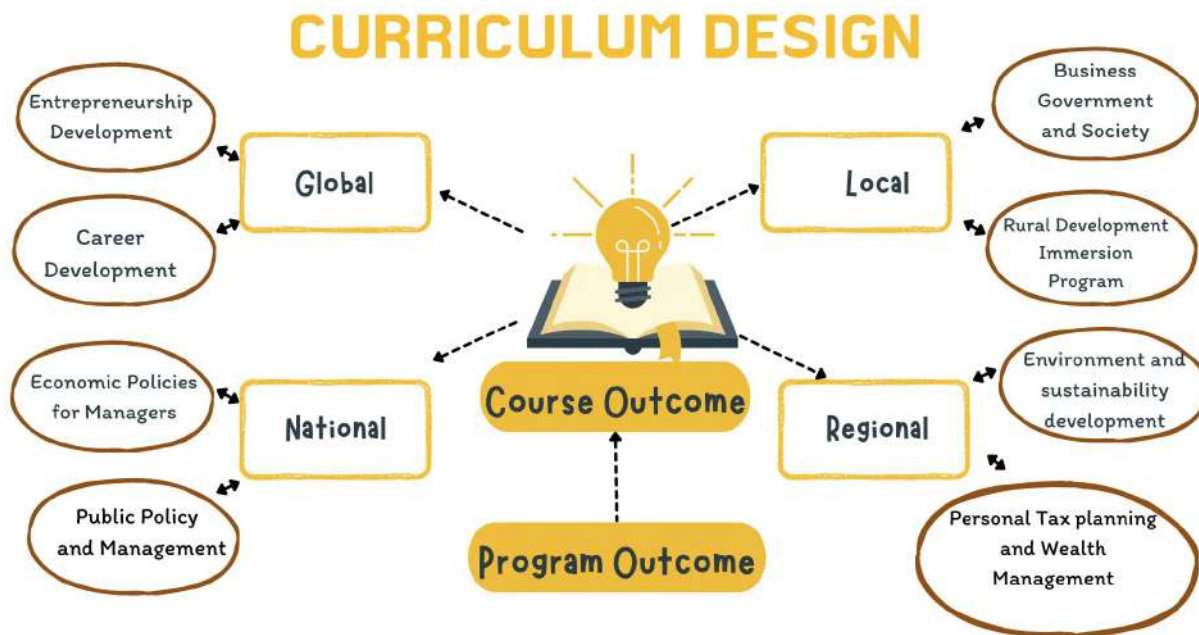 CURRICULUM DESIGN
Entrepreneurship
Development
Global
Career
Development
Local
Business
Government
and Society
Rural Development
Immersion
Program
Economic Policies
for Managers
National
Public Policy
and Management
Course Outcome
Program Outcome
Regional
Environment and
sustainability
development
Personal Tax planning
and Wealth
Management